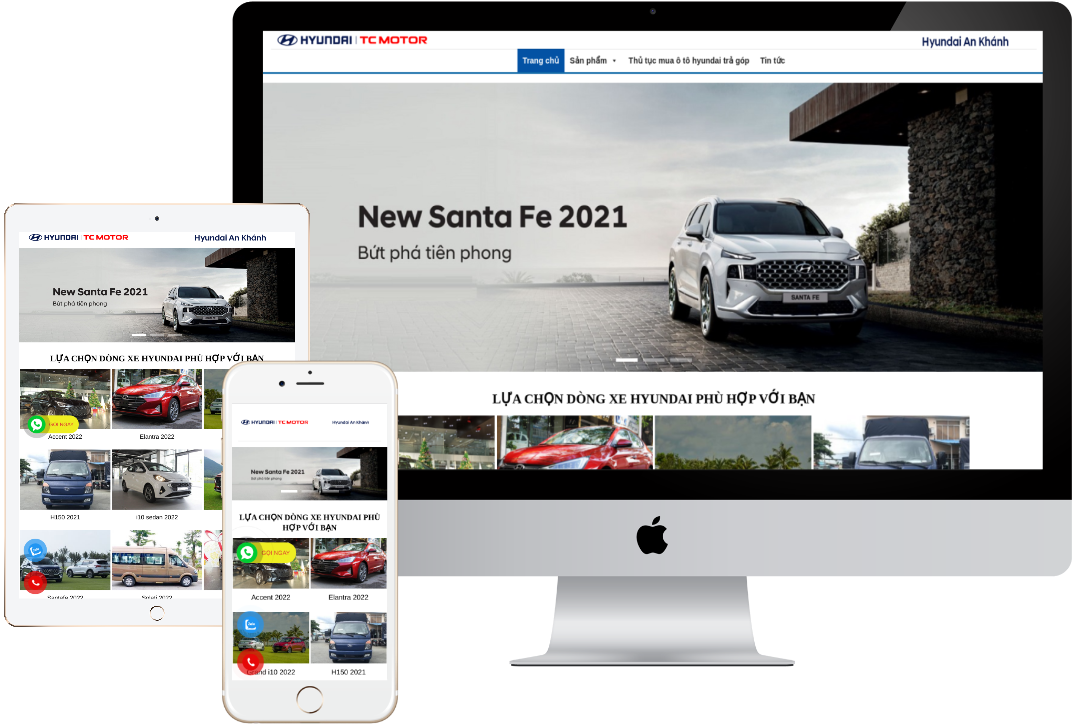 HYUNDAI | TC MOTOR
Hyundai An Khánh
Trang chủ
Sản phẩm
Thủ tục mua ô tô hyundai trả góp
Tin tức
New Santa Fe 2021
Bứt phá tiên phong
SANTA FE
LỰA CHỌN DÒNG XE HYUNDAI PHÙ HỢP VỚI BẠN
HYUNDAI | TC MOTOR
Hyundai An Khánh
New Santa Fe 2021
Bứt phá tiên phong
LỰA CHỌN DÒNG XE HYUNDAI PHÙ HỢP VỚI BẠN
GỌI NGAY
Accent 2022
Elantra 2022
H150 2021
i10 sedan 2022
Santafe 2022
Solati 2022
HYUNDAI | TC MOTOR
Hyundai An Khánh
New Santa Fe 2021
Bứt phá tiên phong
LỰA CHỌN DÒNG XE HYUNDAI PHÙ
HỢP VỚI BẠN
GỌI NGAY
Accent 2022
Elantra 2022
Grand i10 2022
H150 2021